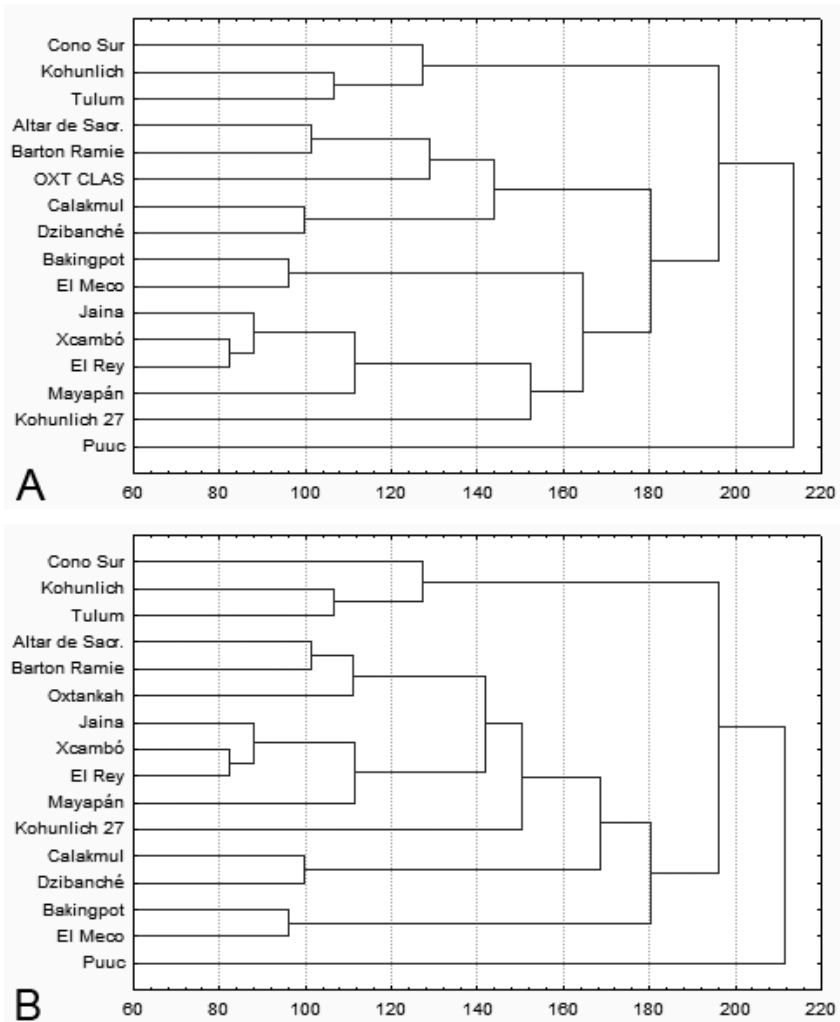 Cono Sur
Kohunlich
Tulum
Altar de Sacr.
Barton Ramie
OXT CLAS
Calakmul
Dzibanché
Bakingpot
El Meco
Jaina
Xcambó
El Rey
Mayapán
Kohunlich 27
Puuc
A
60 80 100 120 140 160 180 200 220
Cono Sur
Kohunlich
Tulum
Altar de Sacr.
Barton Ramie
Oxtankah
Jaina
Xcambó
El Rey
Mayapán
Kohunlich 27
Calakmul
Dzibanché
Bakingpot
El Meco
Puuc
B
60 80 100 120 140 160 180 200 220